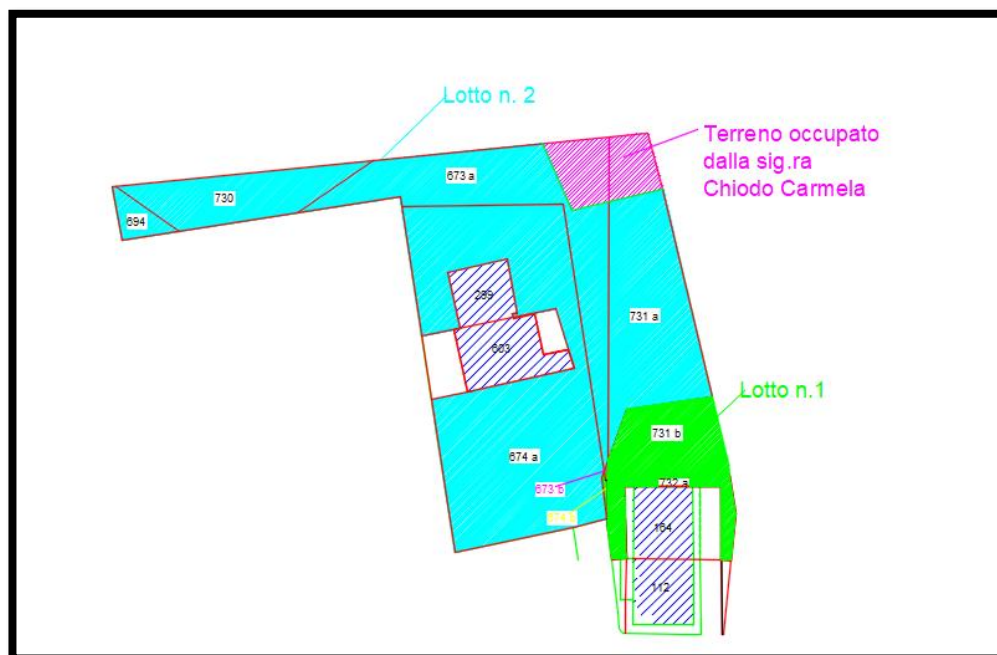 Lotto n. 2
Terreno occupato
dalla sig.ra
Chiodo Carmela
673 a
730
694
289
731 a
603
Lotto n.1
731 b
674 a
732 a
673 b
164
112